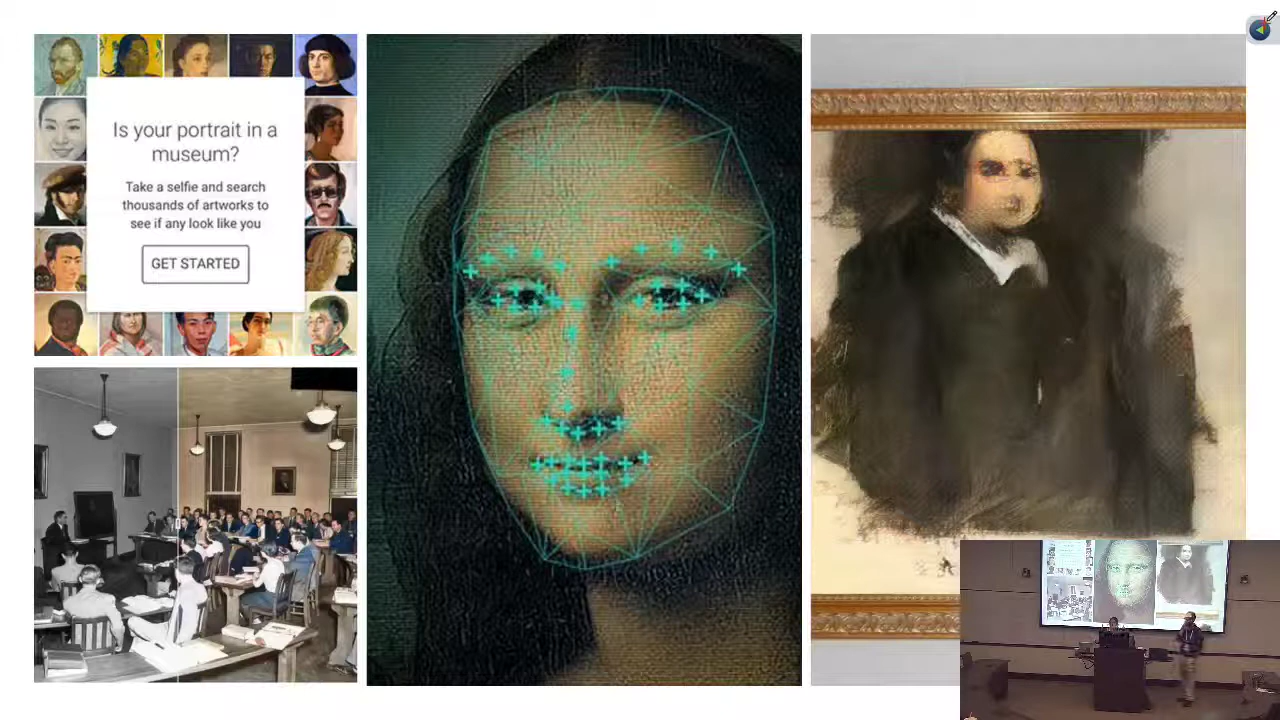 Is your portrait in a
museum?
Take a selfie and search
thousands of artworks to
see if any look like you
GET STARTED